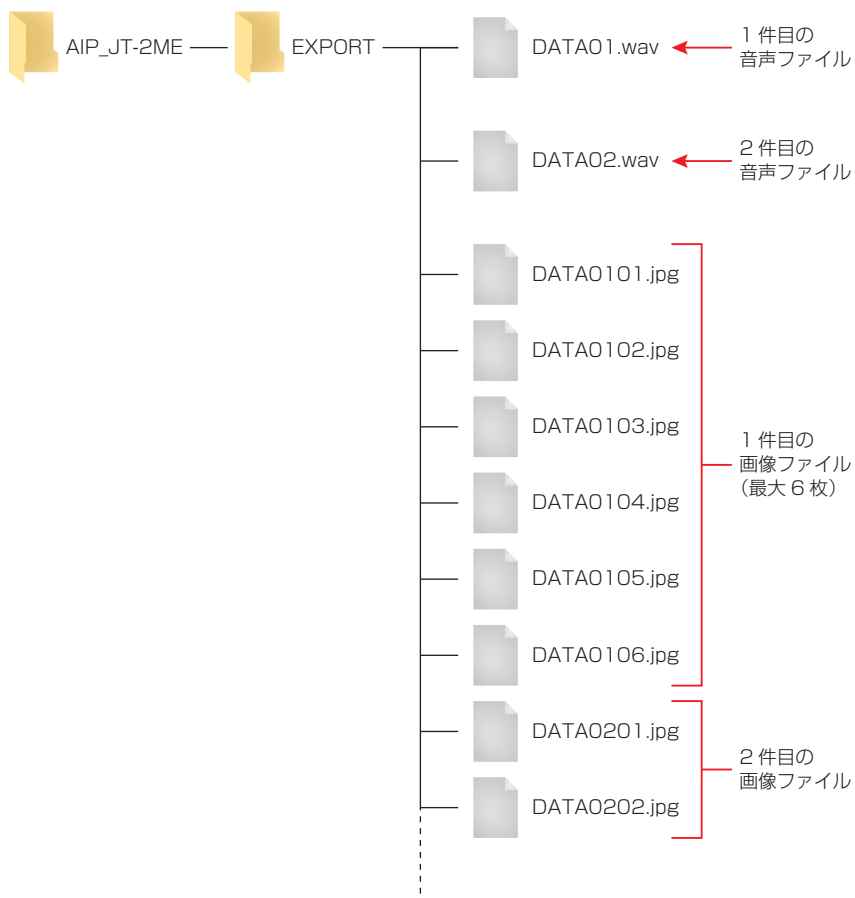 AIP_JT-2ME
EXPORT
DATA01.wav
1 件目の
音声ファイル
DATA02.wav
2 件目の
音声ファイル
DATA0101.jpg
DATA0102.jpg
DATA0103.jpg
DATA0104.jpg
DATA0105.jpg
DATA0106.jpg
1 件目の
画像ファイル
（最大 6 枚）
DATA0201.jpg
DATA0202.jpg
2 件目の
画像ファイル